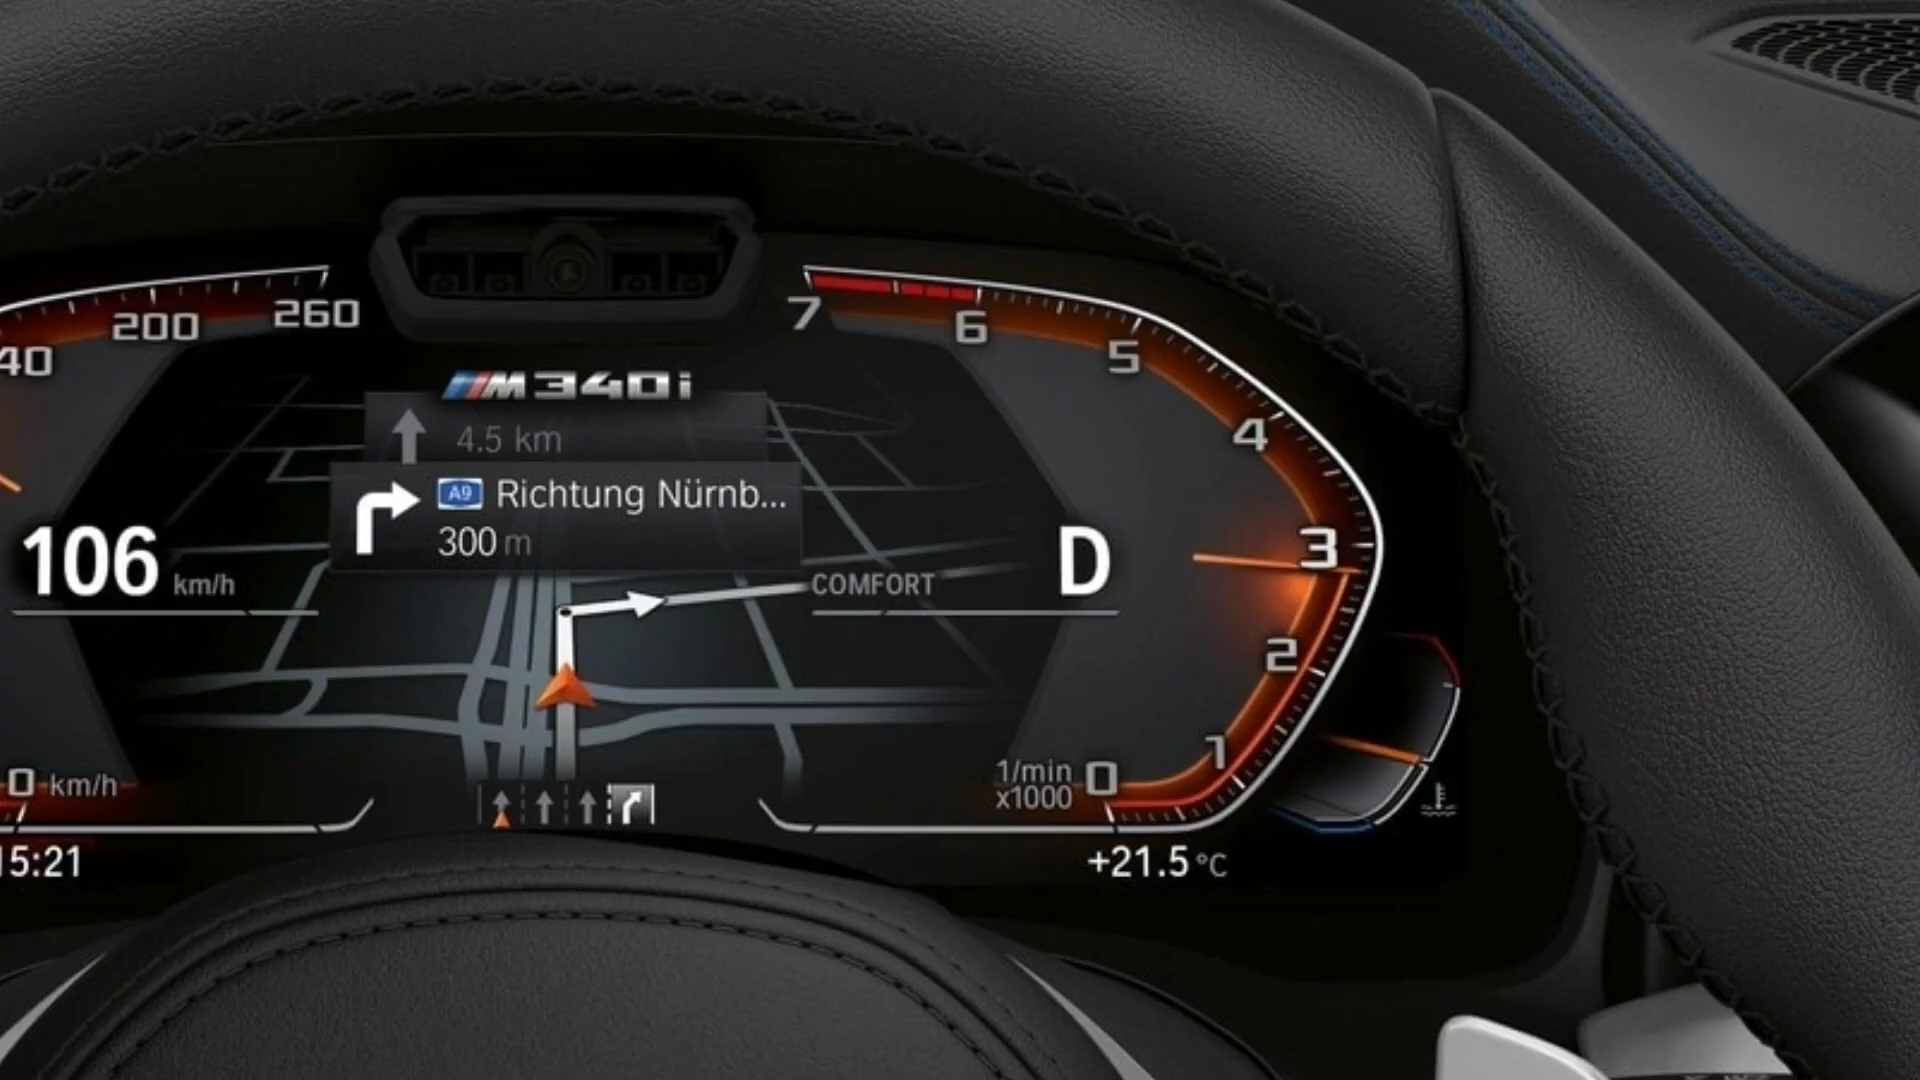 200
260
7
6
5
4
3
2
1
0
M340i
4.5 km
A9 Richtung Nürnb...
300 m
106 km/h
COMFORT
D
0 km/h
1/min
x1000
15:21
+21.5 °C